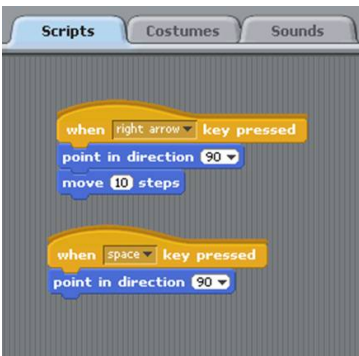 Scripts Costumes Sounds
when right arrow key pressed
point in direction 90
move 10 steps
when space key pressed
point in direction 90